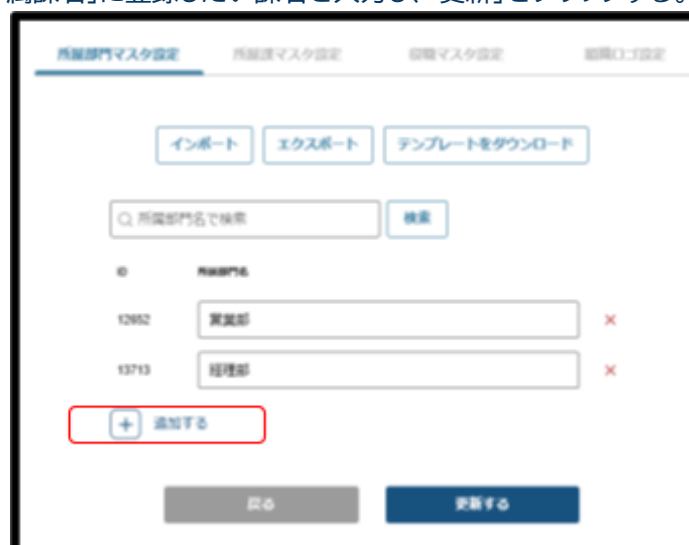 属課名」に登録したい課名を入力し、「更新」をクリックする。
所属部門マスタ設定 所属課マスタ設定 役職マスタ設定 組織ロゴ設定
インポート エクスポート テンプレートをダウンロード
所属部門名で検索 検索
ID 所属部門名
12652 営業部
13713 経理部
追加する
戻る 更新する